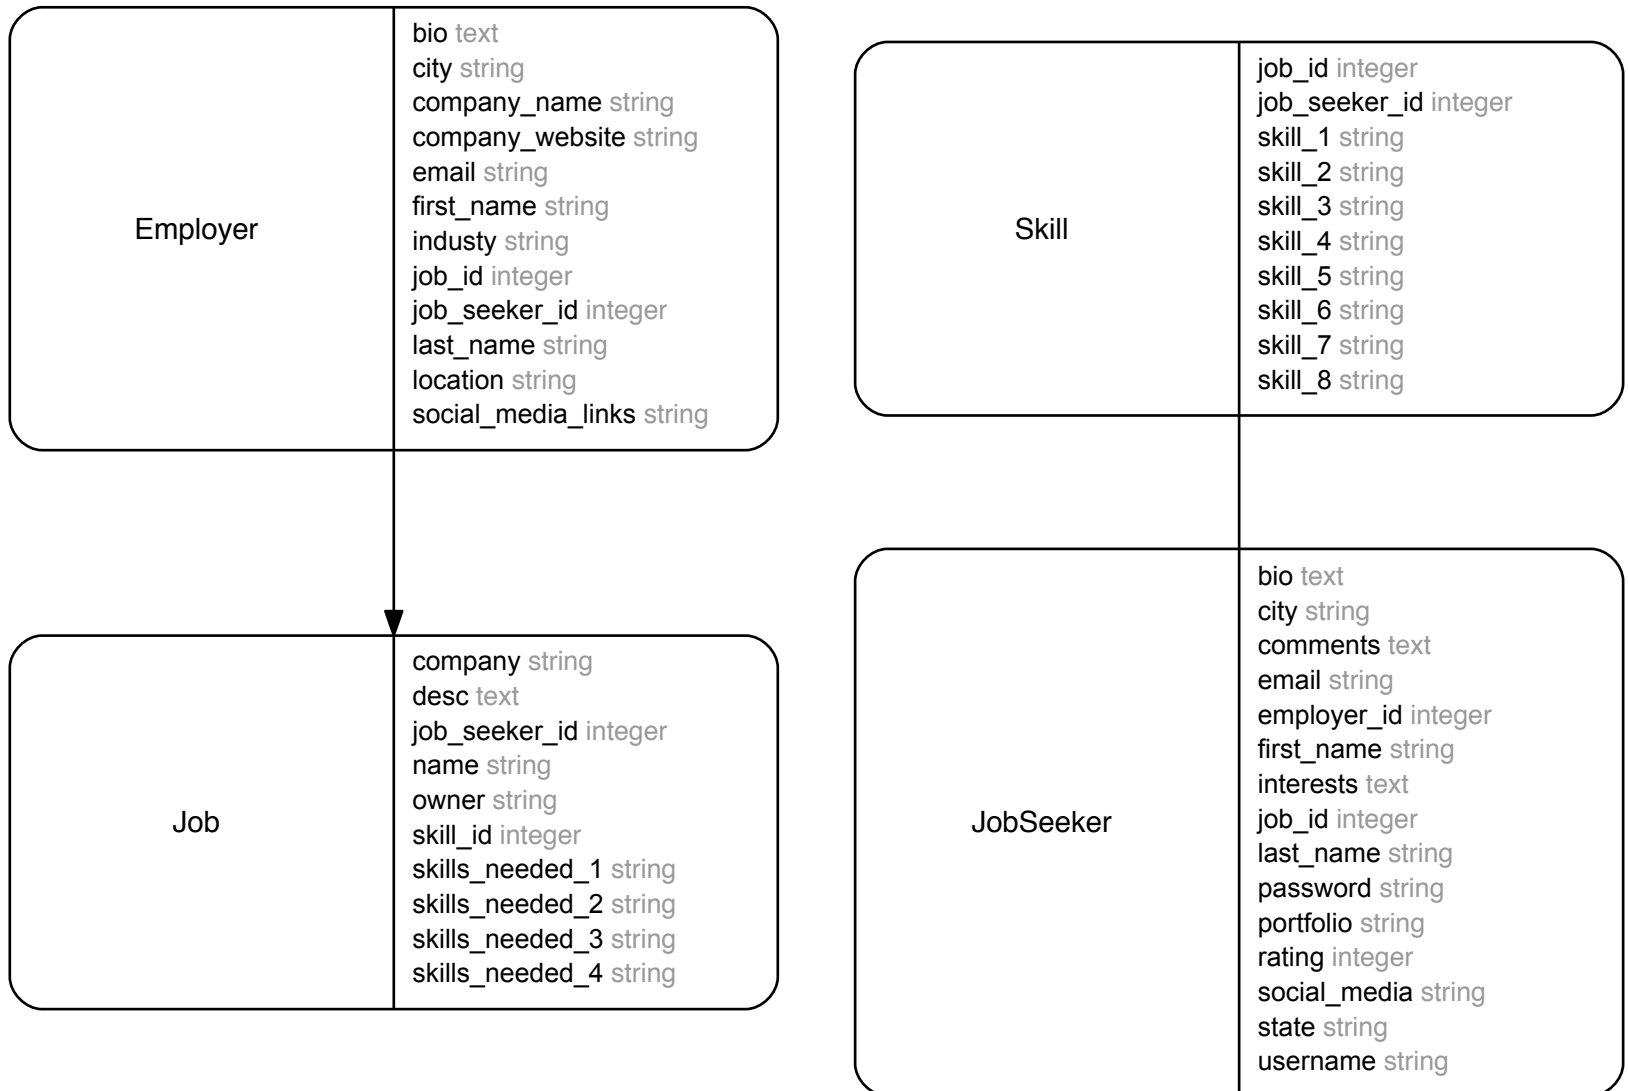 Employer
bio text
city string
company_name string
company_website string
email string
first_name string
industy string
job_id integer
job_seeker_id integer
last_name string
location string
social_media_links string
Skill
job_id integer
job_seeker_id integer
skill_1 string
skill_2 string
skill_3 string
skill_4 string
skill_5 string
skill_6 string
skill_7 string
skill_8 string
Job
company string
desc text
job_seeker_id integer
name string
owner string
skill_id integer
skills_needed_1 string
skills_needed_2 string
skills_needed_3 string
skills_needed_4 string
JobSeeker
bio text
city string
comments text
email string
employer_id integer
first_name string
interests text
job_id integer
last_name string
password string
portfolio string
rating integer
social_media string
state string
username string